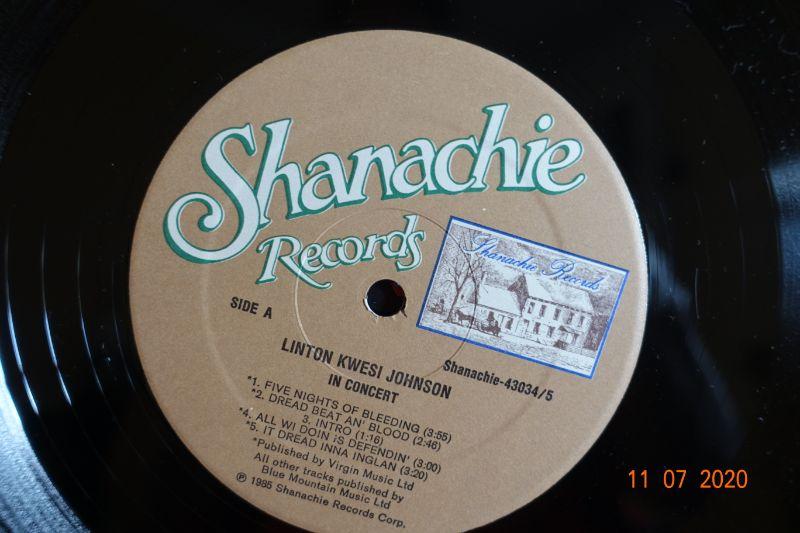 Shanachie
Records
Shanachie Records
SIDE A
Shanachie-43034/5
LINTON KWESI JOHNSON
IN CONCERT
*1. FIVE NIGHTS OF BLEEDING (3:55)
*2. DREAD BEAT AN' BLOOD (2:46)
3. INTRO (1:16)
*4. ALL WI DOIN iS DEFENDIN' (3:00)
*5. IT DREAD INNA INGLAN (3:20)
*Published by Virgin Music Ltd
All other tracks published by
Blue Mountain Music Ltd
℗ 1985 Shanachie Records Corp.
11 07 2020